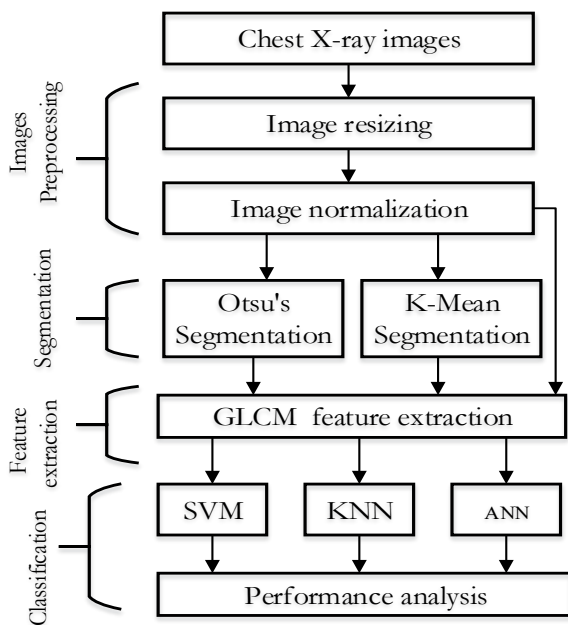 Chest X-ray images
Images
Preprocessing
Image resizing
Image normalization
Segmentation
Otsu's
Segmentation
K-Mean
Segmentation
Feature
extraction
GLCM feature extraction
Classification
SVM
KNN
ANN
Performance analysis